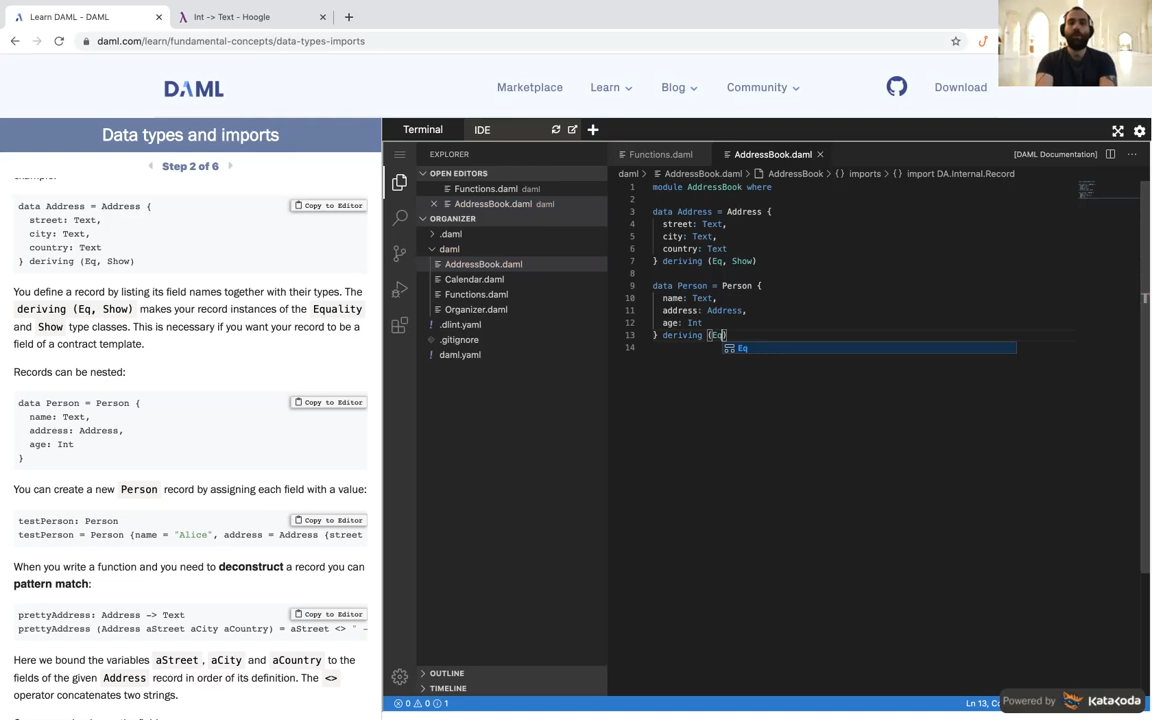 Learn DAML - DAML
Int -> Text - Hoogle
daml.com/learn/fundamental-concepts/data-types-imports
DAML
Marketplace
Learn
Blog
Community
Download
Data types and imports
Step 2 of 6
Copy to Editor
data Address = Address {
street: Text,
city: Text,
country: Text
} deriving (Eq, Show)
You define a record by listing its field names together with their types. The
deriving (Eq, Show) makes your record instances of the Equality
and Show type classes. This is necessary if you want your record to be a
field of a contract template.
Records can be nested:
Copy to Editor
data Person = Person {
name: Text,
address: Address,
age: Int
}
You can create a new Person record by assigning each field with a value:
Copy to Editor
testPerson: Person
testPerson = Person {name = "Alice", address = Address {street
When you write a function and you need to deconstruct a record you can
pattern match:
Copy to Editor
prettyAddress: Address -> Text
prettyAddress (Address aStreet aCity aCountry) = aStreet <> "
Here we bound the variables aStreet, aCity and aCountry to the
fields of the given Address record in order of its definition. The <>
operator concatenates two strings.
Terminal
IDE
EXPLORER
OPEN EDITORS
Functions.daml daml
AddressBook.daml daml
ORGANIZER
.daml
daml
AddressBook.daml
Calendar.daml
Functions.daml
Organizer.daml
.dlint.yaml
.gitignore
daml.yaml
OUTLINE
TIMELINE
Functions.daml
AddressBook.daml
[DAML Documentation]
daml > AddressBook.daml > AddressBook > {} imports > {} import DA.Internal.Record
1 module AddressBook where
2
3 data Address = Address {
4 street: Text,
5 city: Text,
6 country: Text
7 } deriving (Eq, Show)
8
9 data Person = Person {
10 name: Text,
11 address: Address,
12 age: Int
13 } deriving (Eq)
Eq
14
0 0 1
Ln 13, Co
Powered by Katacoda